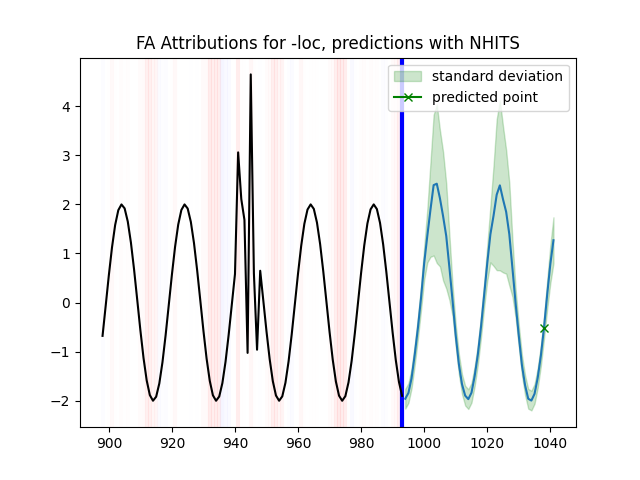 FA Attributions for -loc, predictions with NHITS
standard deviation
predicted point
4
3
2
1
0
−1
−2
900 920 940 960 980 1000 1020 1040